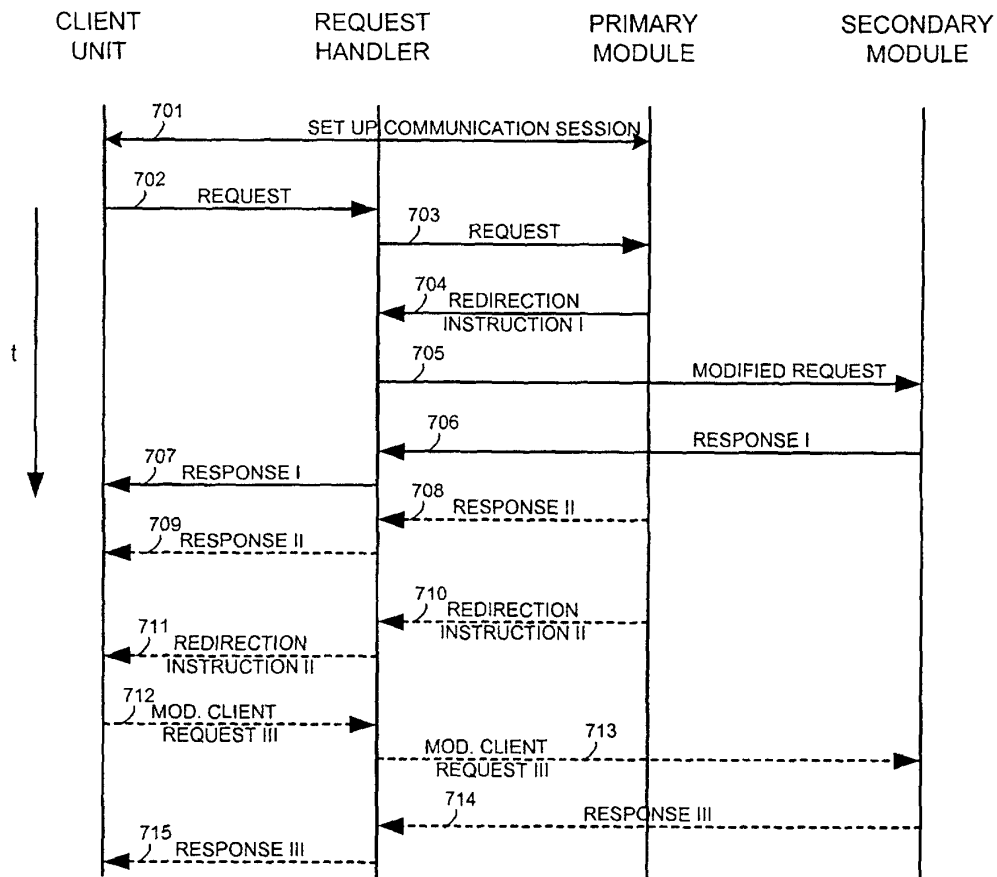 CLIENT UNIT
REQUEST HANDLER
PRIMARY MODULE
SECONDARY MODULE
701
SET UP COMMUNICATION SESSION
702
REQUEST
703
REQUEST
704
REDIRECTION
INSTRUCTION I
t
705
MODIFIED REQUEST
706
RESPONSE I
707
RESPONSE I
708
RESPONSE II
709
RESPONSE II
710
REDIRECTION
INSTRUCTION II
711
REDIRECTION
INSTRUCTION II
712
MOD. CLIENT
REQUEST III
713
MOD. CLIENT
REQUEST III
714
RESPONSE III
715
RESPONSE III